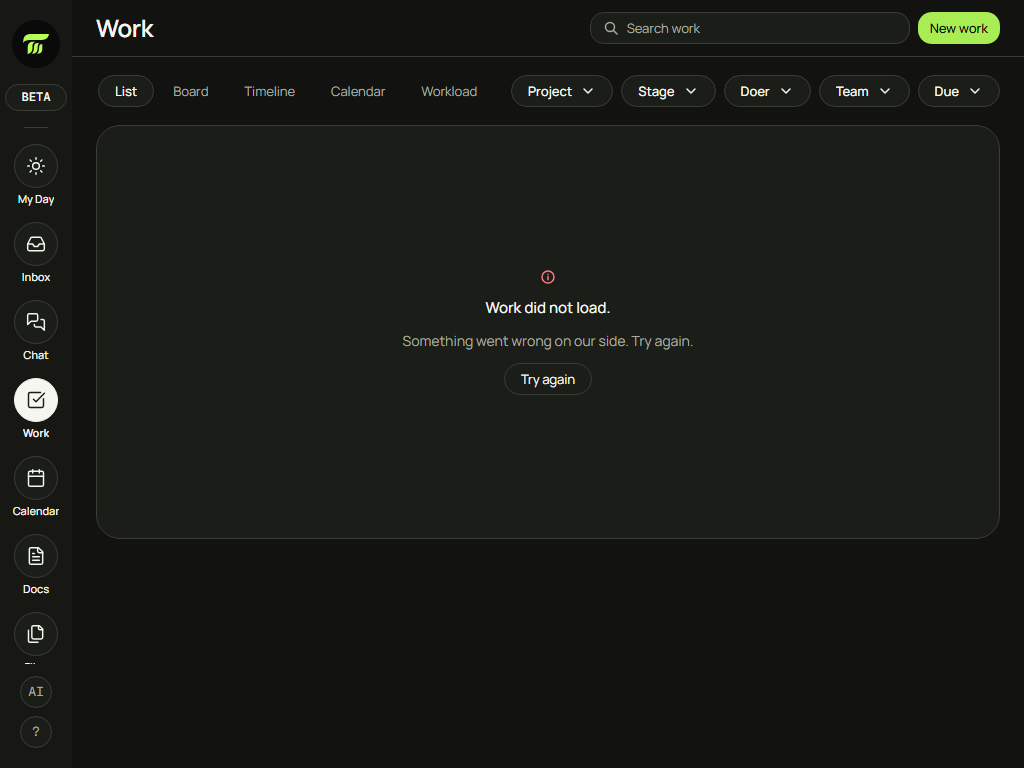 Work
Search work
New work
BETA
List
Board
Timeline
Calendar
Workload
Project
Stage
Doer
Team
Due
My Day
Inbox
Chat
Work
Calendar
Docs
AI
?
Work did not load.
Something went wrong on our side. Try again.
Try again